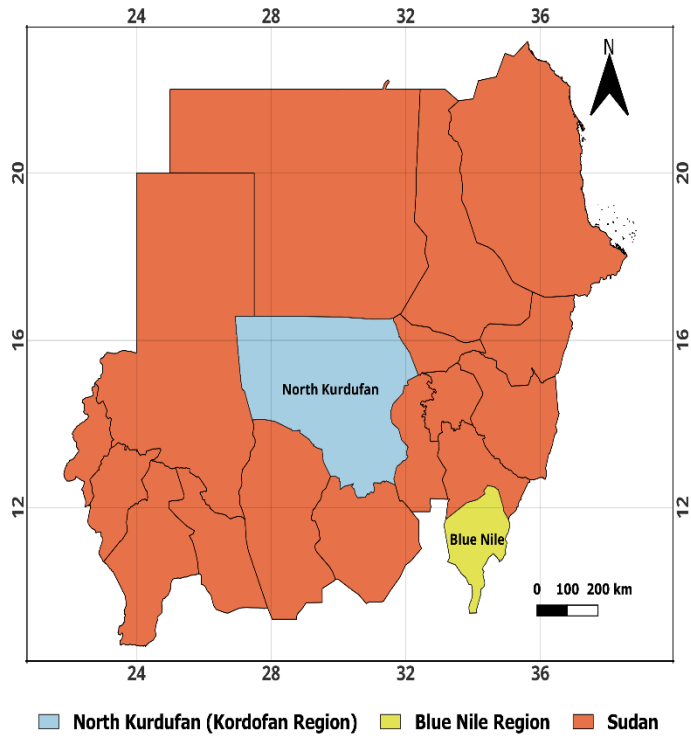 24 28 32 36
N
20 20
16 16
North Kurdufan
12 12
Blue Nile
0 100 200 km
24 28 32 36
North Kurdufan (Kordofan Region) Blue Nile Region Sudan